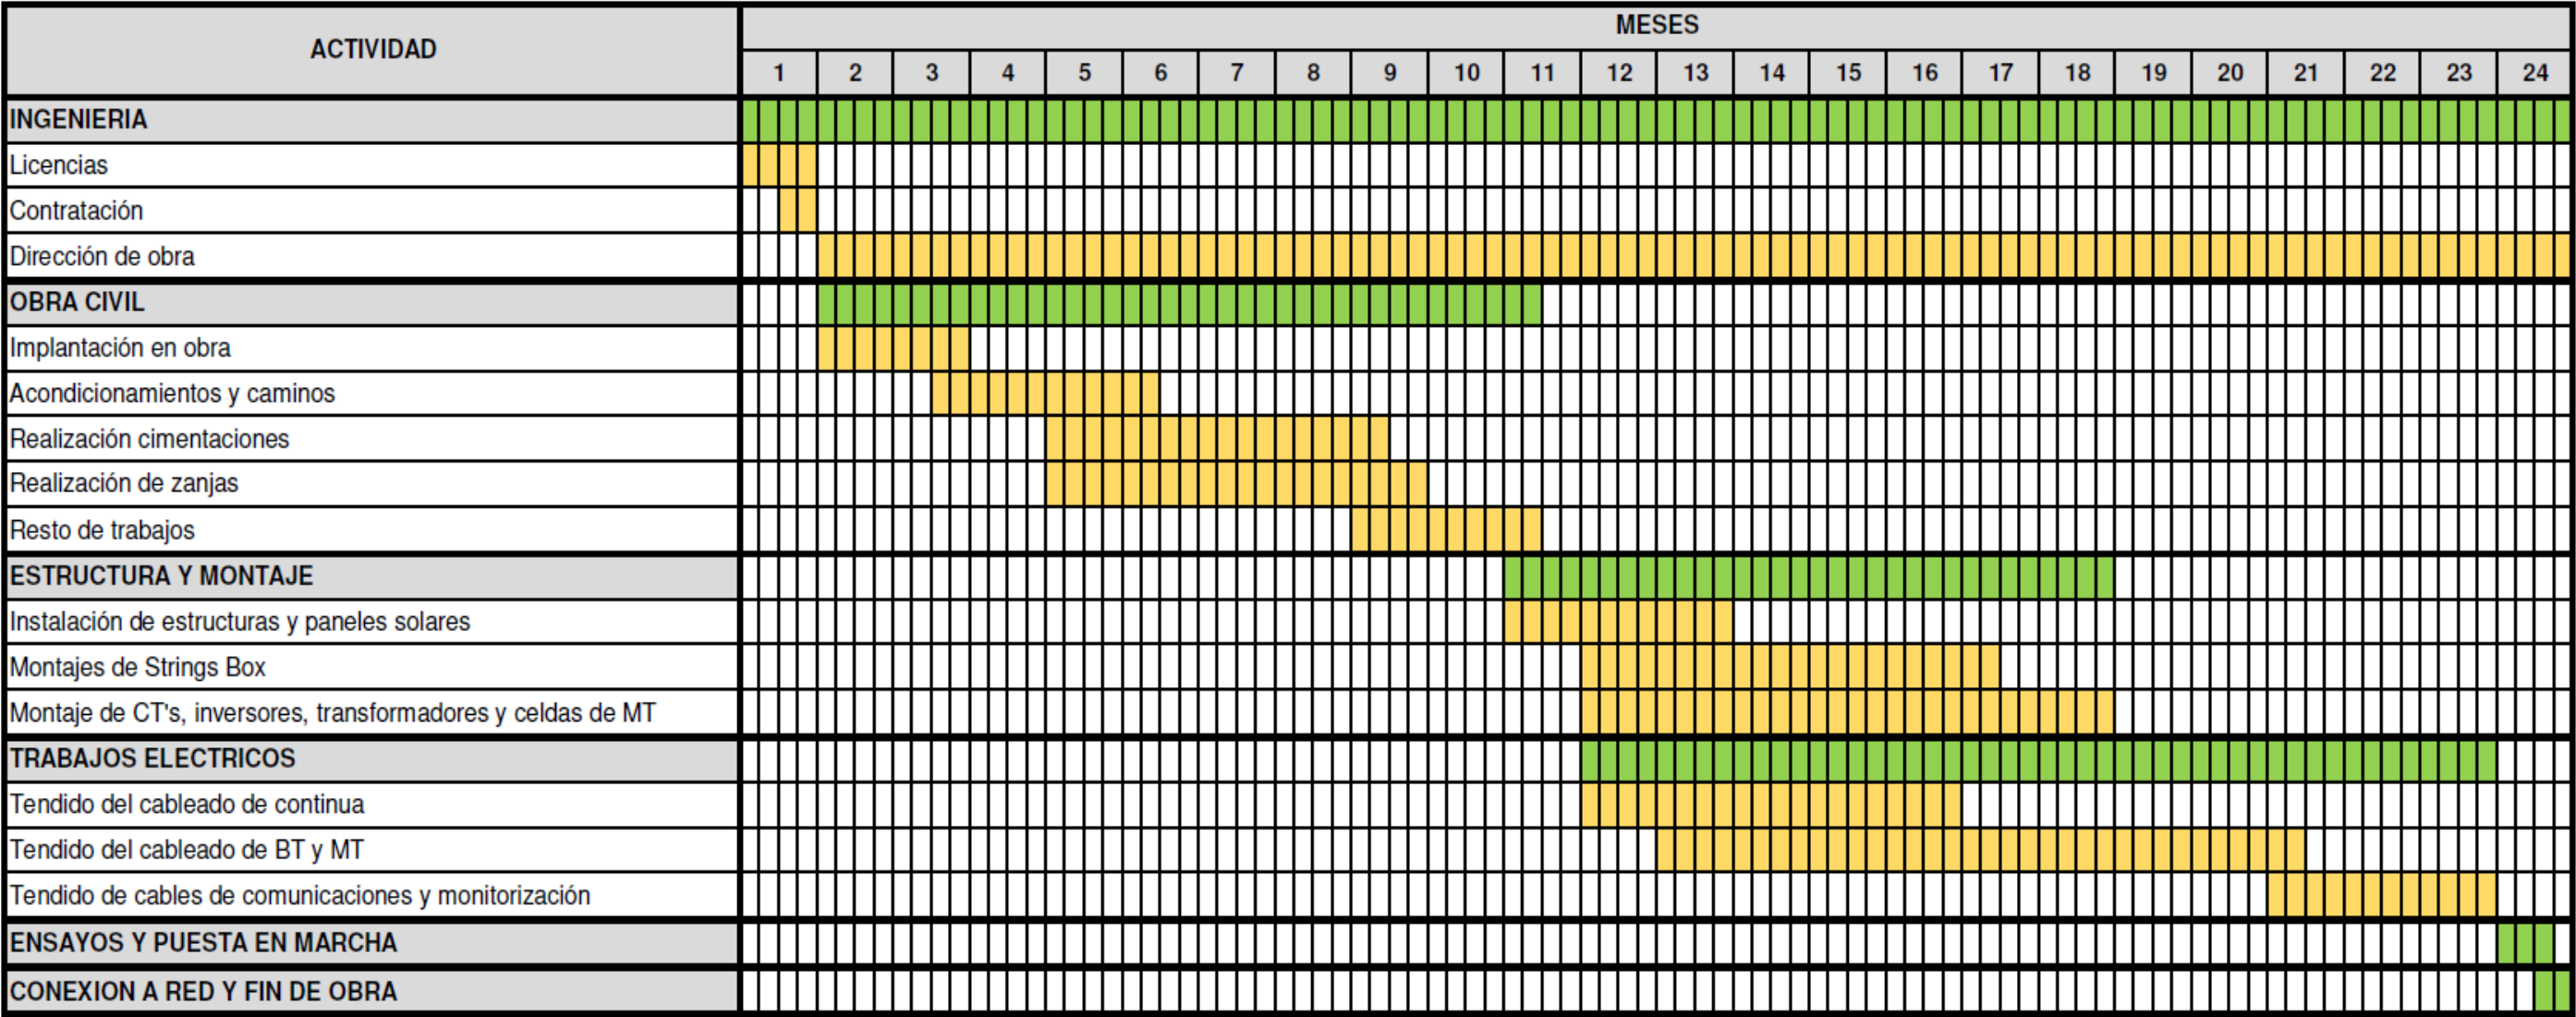 ACTIVIDAD
MESES
1 2 3 4 5 6 7 8 9 10 11 12 13 14 15 16 17 18 19 20 21 22 23 24
INGENIERIA
Licencias
Contratación
Dirección de obra
OBRA CIVIL
Implantación en obra
Acondicionamientos y caminos
Realización cimentaciones
Realización de zanjas
Resto de trabajos
ESTRUCTURA Y MONTAJE
Instalación de estructuras y paneles solares
Montajes de Strings Box
Montaje de CT's, inversores, transformadores y celdas de MT
TRABAJOS ELECTRICOS
Tendido del cableado de continua
Tendido del cableado de BT y MT
Tendido de cables de comunicaciones y monitorización
ENSAYOS Y PUESTA EN MARCHA
CONEXION A RED Y FIN DE OBRA